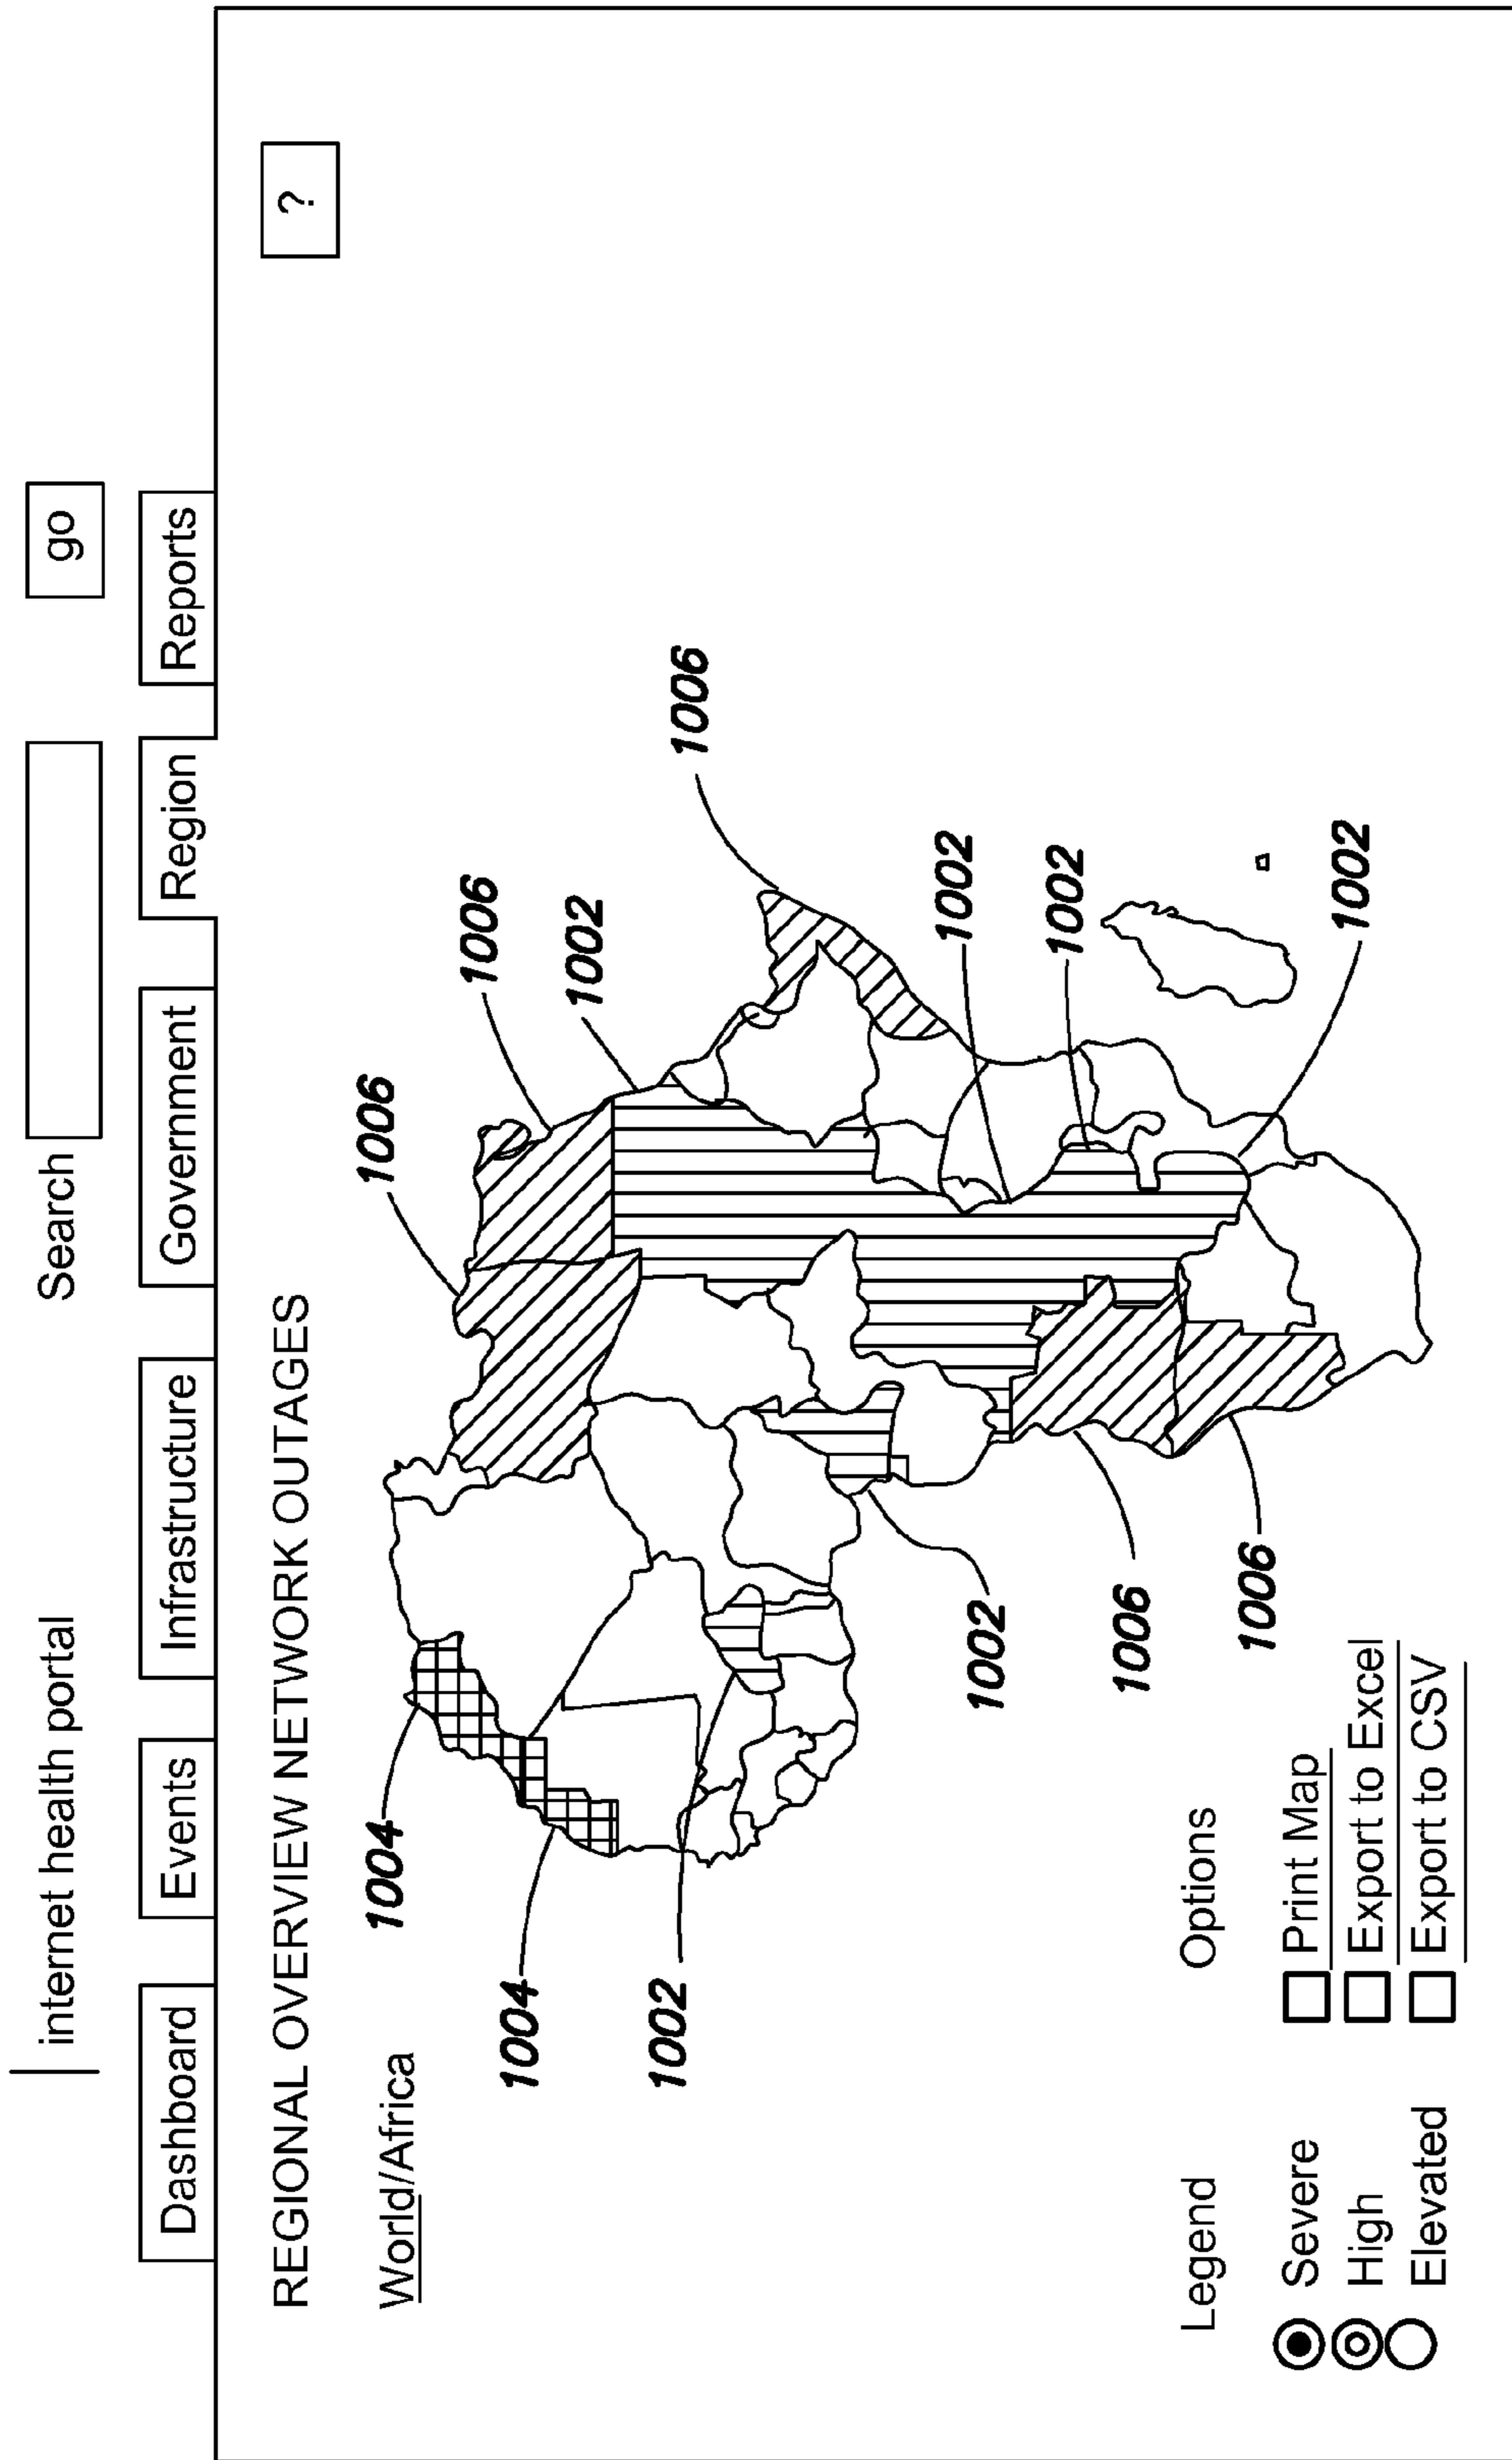 internet health portal
Search
go
Dashboard
Events
Infrastructure
Government
Region
Reports
REGIONAL OVERVIEW NETWORK OUTAGES
?
World/Africa
1004
1006
1006
1006
1004
1002
1002
1002
1002
1002
1006
1006
1002
Legend
Severe
High
Elevated
Options
Print Map
Export to Excel
Export to CSV